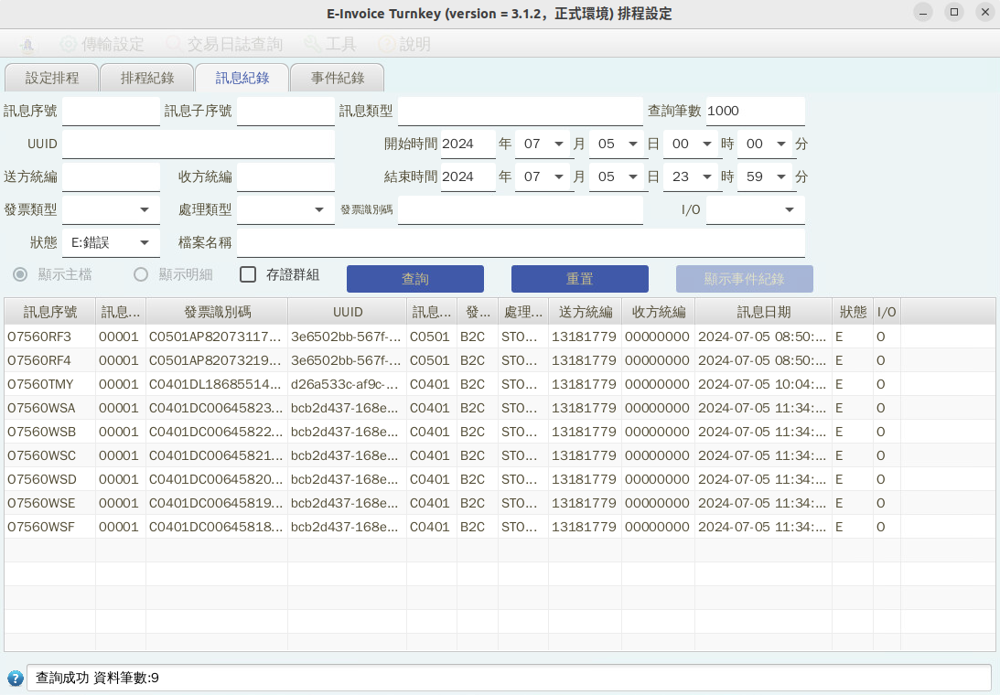 E-Invoice Turnkey (version = 3.1.2，正式環境) 排程設定
傳輸設定 交易日誌查詢 工具 說明
設定排程 排程紀錄 訊息紀錄 事件紀錄
訊息序號 訊息子序號 訊息類型 查詢筆數 1000
UUID 開始時間 2024 年 07 月 05 日 00 時 00 分
送方統編 收方統編 結束時間 2024 年 07 月 05 日 23 時 59 分
發票類型 處理類型 發票識別碼 I/O
狀態 E:錯誤 檔案名稱
顯示主檔 顯示明細 存證群組 查詢 重置 顯示事件紀錄
訊息序號 訊息... 發票識別碼 UUID 訊息... 發... 處理... 送方統編 收方統編 訊息日期 狀態 I/O
O7560RF3 00001 C0501AP82073117... 3e6502bb-567f-... C0501 B2C STO... 13181779 00000000 2024-07-05 08:50:... E O
O7560RF4 00001 C0501AP82073219... 3e6502bb-567f-... C0501 B2C STO... 13181779 00000000 2024-07-05 08:50:... E O
O7560TMY 00001 C0401DL18685514... d26a533c-af9c-... C0401 B2C STO... 13181779 00000000 2024-07-05 10:04:... E O
O7560WSA 00001 C0401DC00645823... bcb2d437-168e... C0401 B2C STO... 13181779 00000000 2024-07-05 11:34:... E O
O7560WSB 00001 C0401DC00645822... bcb2d437-168e... C0401 B2C STO... 13181779 00000000 2024-07-05 11:34:... E O
O7560WSC 00001 C0401DC00645821... bcb2d437-168e... C0401 B2C STO... 13181779 00000000 2024-07-05 11:34:... E O
O7560WSD 00001 C0401DC00645820... bcb2d437-168e... C0401 B2C STO... 13181779 00000000 2024-07-05 11:34:... E O
O7560WSE 00001 C0401DC00645819... bcb2d437-168e... C0401 B2C STO... 13181779 00000000 2024-07-05 11:34:... E O
O7560WSF 00001 C0401DC00645818... bcb2d437-168e... C0401 B2C STO... 13181779 00000000 2024-07-05 11:34:... E O
查詢成功 資料筆數:9